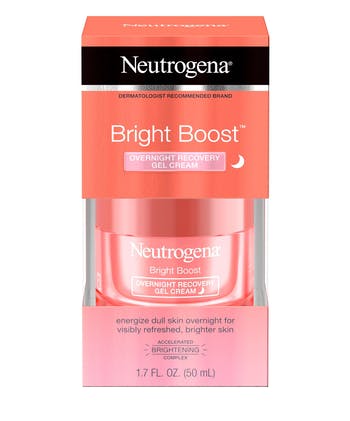 Neutrogena®
DERMATOLOGIST RECOMMENDED BRAND
Bright Boost™
OVERNIGHT RECOVERY
GEL CREAM
Neutrogena®
Bright Boost
OVERNIGHT RECOVERY
GEL CREAM
energize dull skin overnight for
visibly refreshed, brighter skin
ACCELERATED
BRIGHTENING
COMPLEX
1.7 FL. OZ. (50 mL)